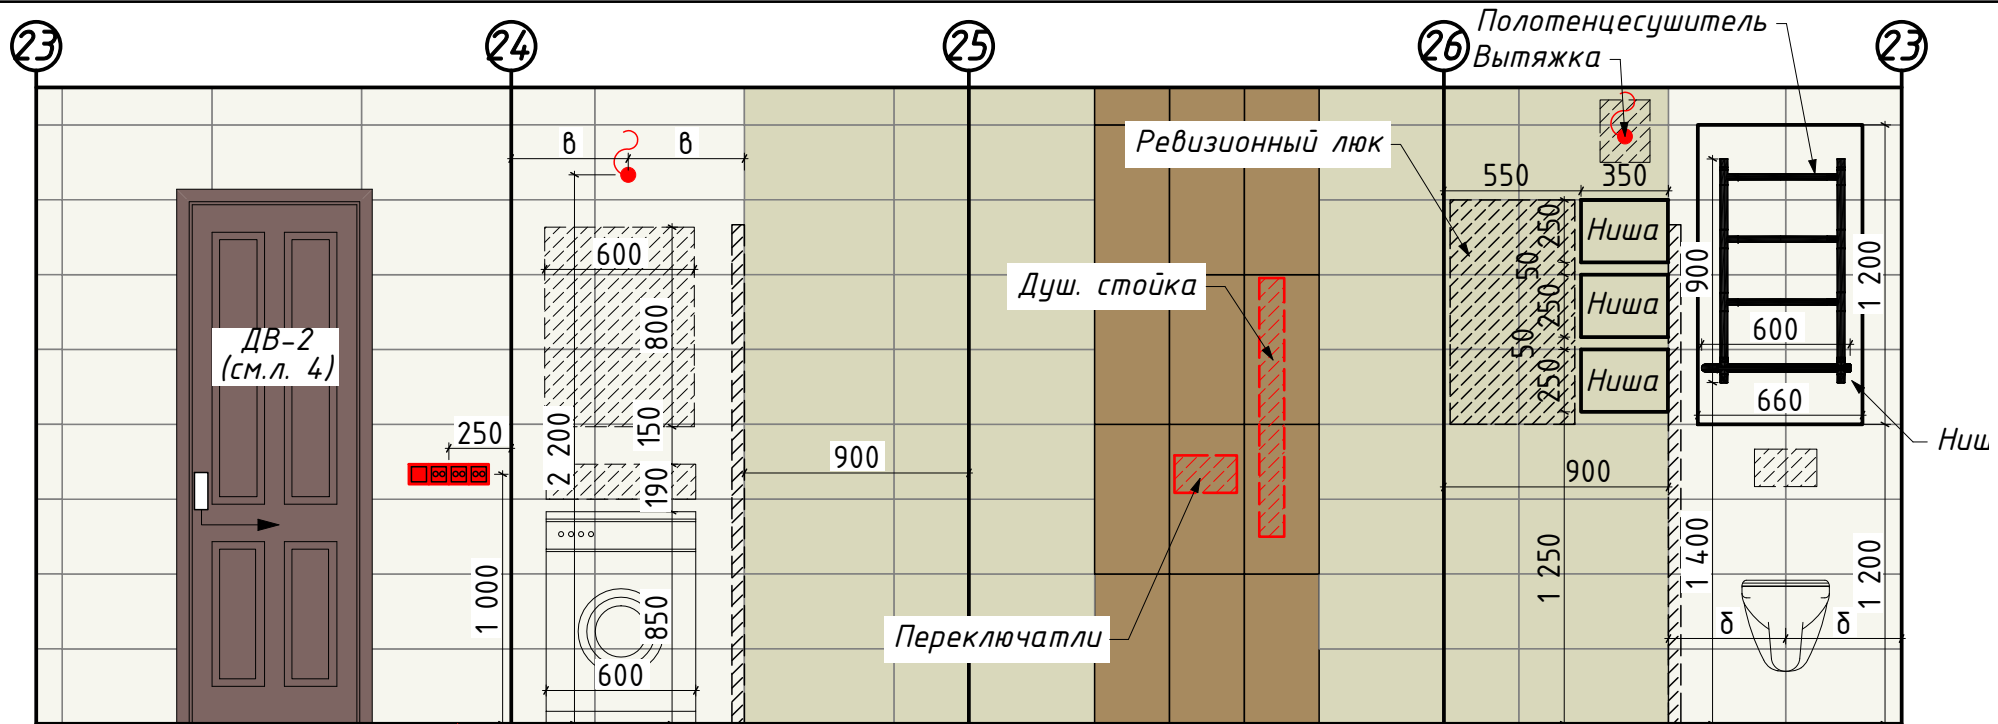 23
24
25
26
23
Полотенцесушитель
Вытяжка
в
в
Ревизионный люк
550
350
600
250
Ниша
900
1 200
Душ. стойка
50
250
Ниша
800
600
ДВ-2
(см.л. 4)
50
250
Ниша
660
250
2 200
150
900
Ниш
190
900
1 000
850
1 250
1 400
1 200
Переключатли
б
б
600